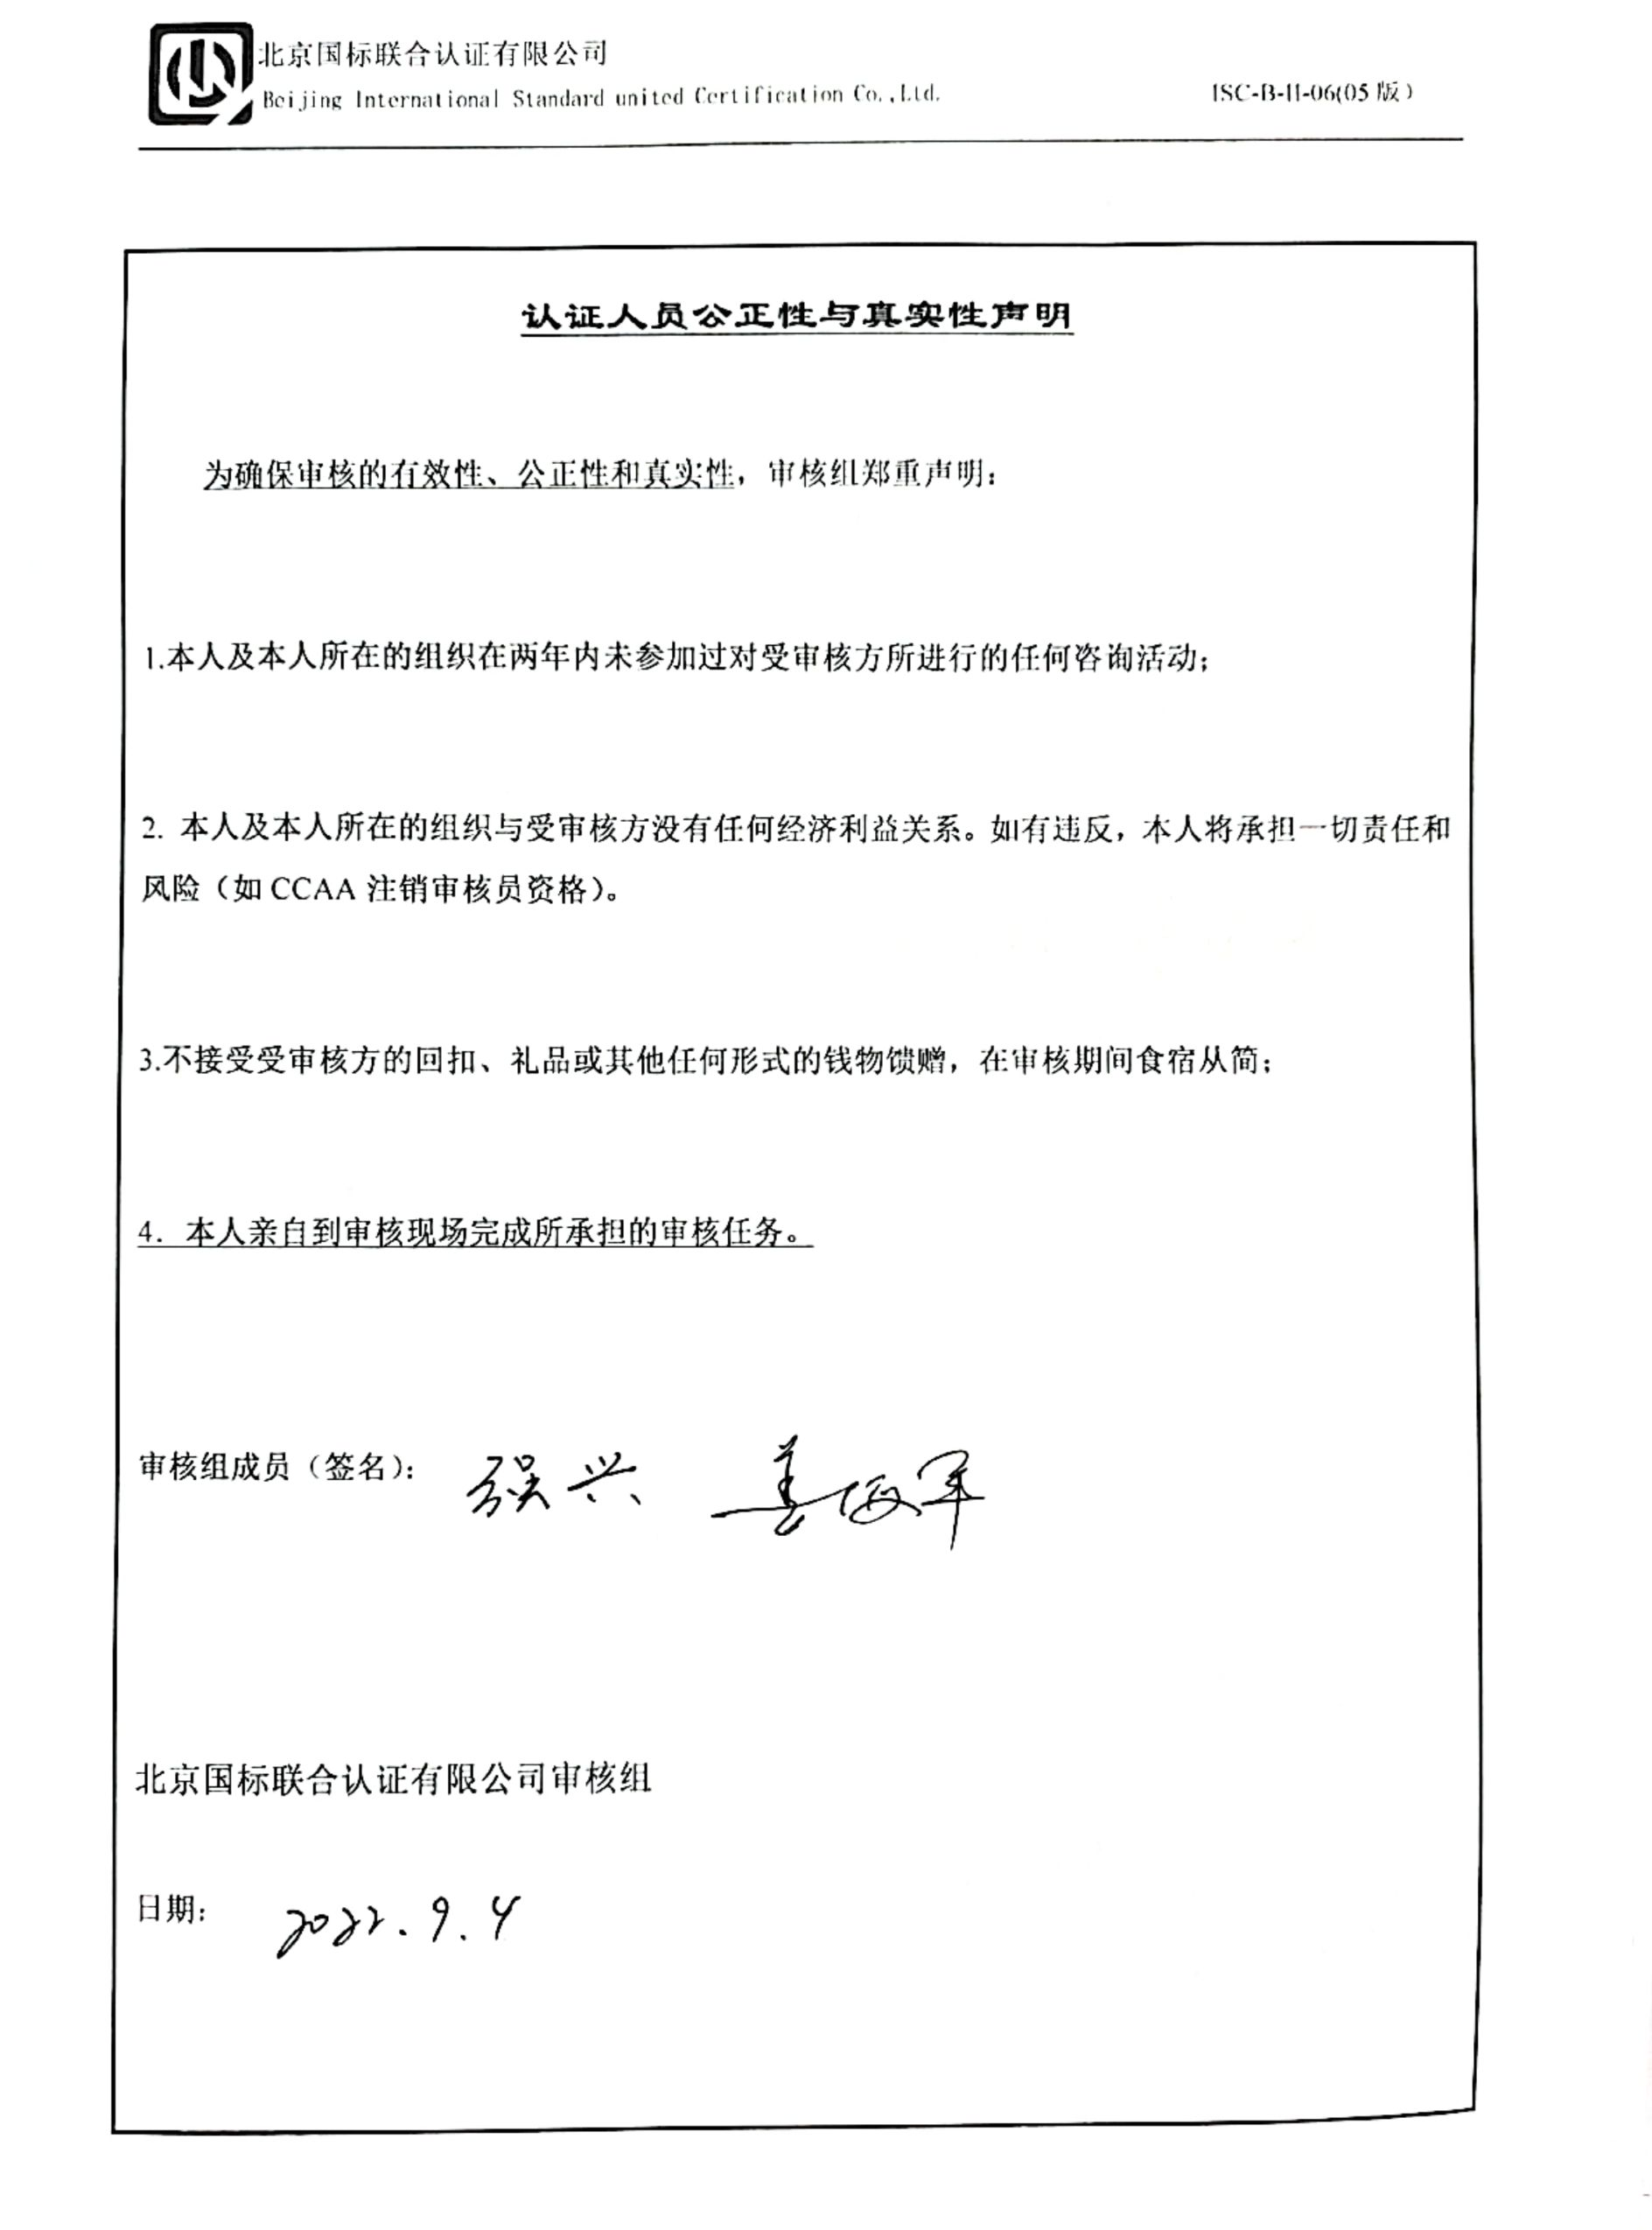 北京国标联合认证有限公司
Beijing International Standard united Certification Co.,Ltd.
ISC-B-II-06(05版)
认证人员公正性与真实性声明
为确保审核的有效性、公正性和真实性，审核组郑重声明：
1.本人及本人所在的组织在两年内未参加过对受审核方所进行的任何咨询活动；
2. 本人及本人所在的组织与受审核方没有任何经济利益关系。如有违反，本人将承担一切责任和
风险（如 CCAA 注销审核员资格）。
3.不接受受审核方的回扣、礼品或其他任何形式的钱物馈赠，在审核期间食宿从简；
4. 本人亲自到审核现场完成所承担的审核任务。
审核组成员（签名）：
北京国标联合认证有限公司审核组
日期： 2022.9.4